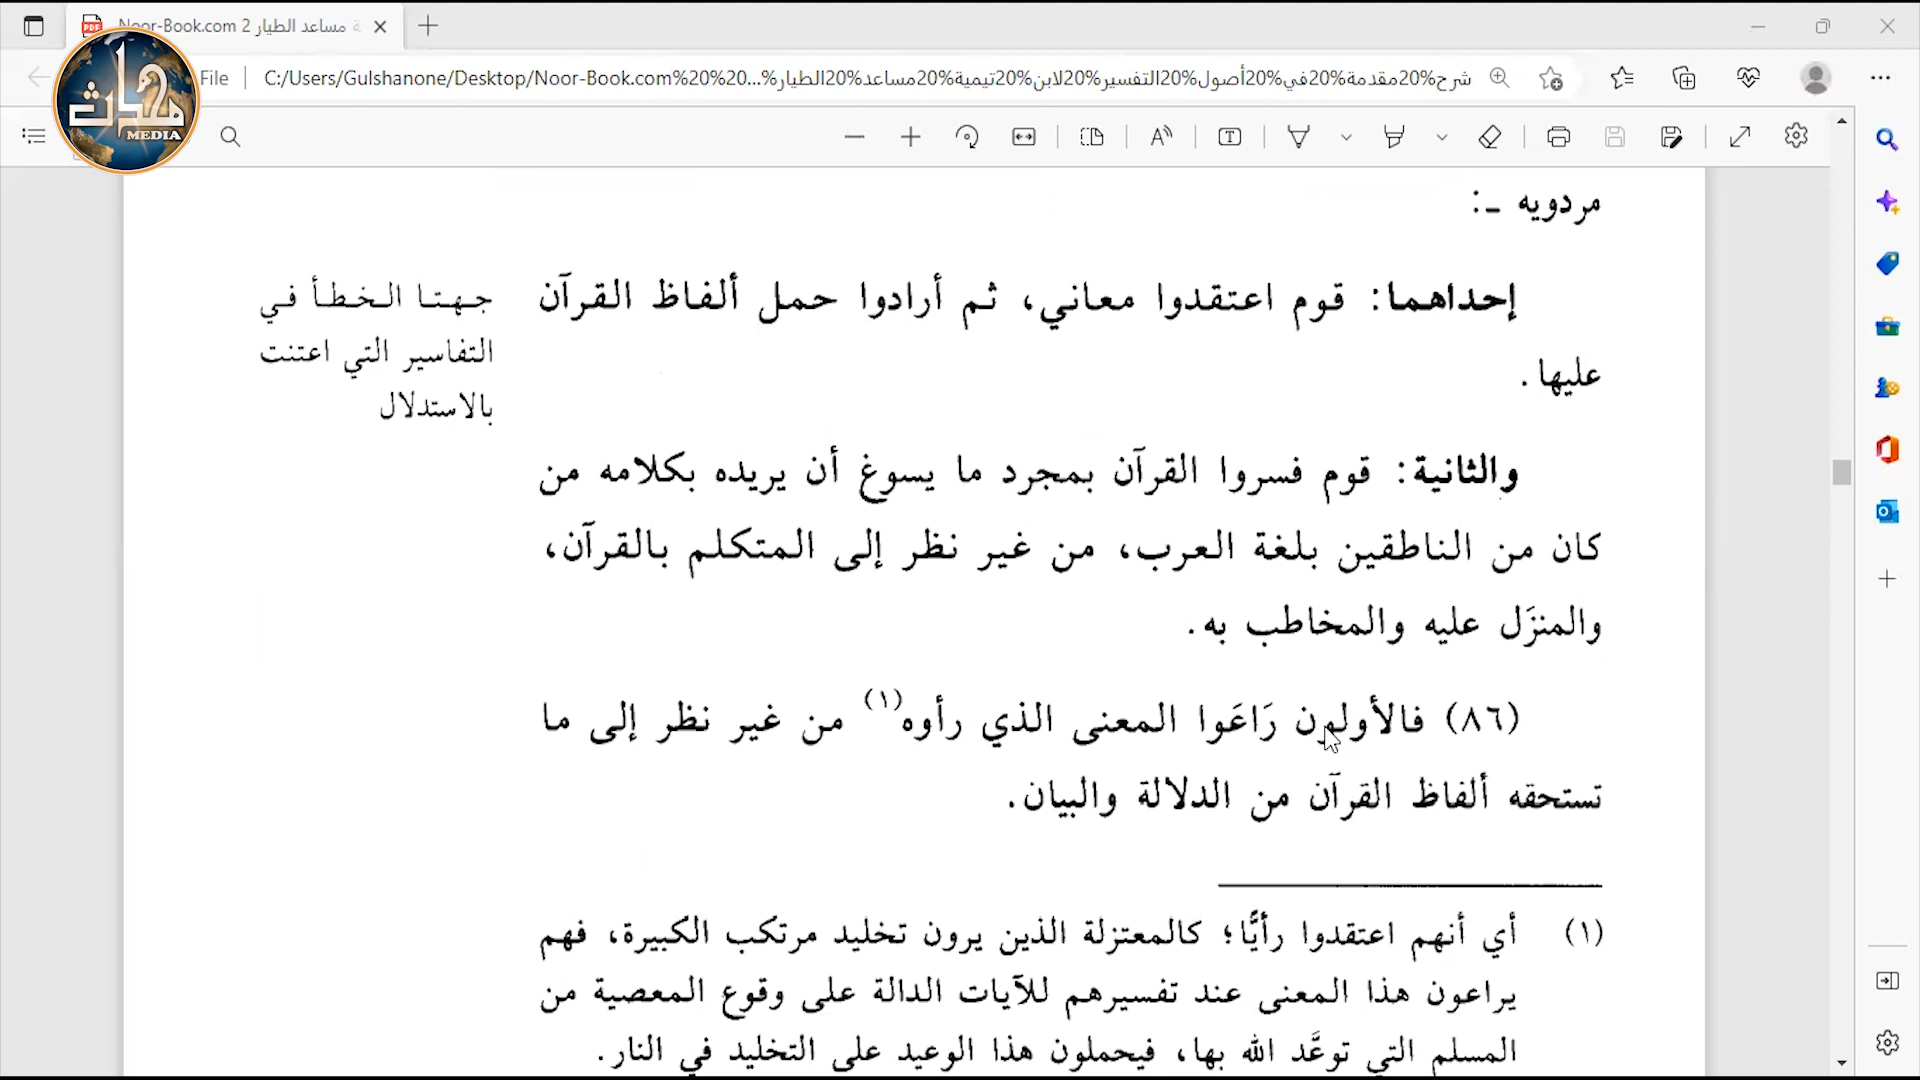 Noor-Book.com 2 مساعد الطيار
File
C:/Users/Gulshanone/Desktop/Noor-Book.com%20%20...%شرح%20مقدمة%20في%20أصول%20التفسير%20لابن%20تيمية%20مساعد%20الطيار
MEDIA
مردويه ـ:
إحداهما: قوم اعتقدوا معاني، ثم أرادوا حمل ألفاظ القرآن
عليها.
جهتا الخطأ في
التفاسير التي اعتنت
بالاستدلال
والثانية: قوم فسروا القرآن بمجرد ما يسوغ أن يريده بكلامه من
كان من الناطقين بلغة العرب، من غير نظر إلى المتكلم بالقرآن،
والمنزَل عليه والمخاطب به.
(٨٦) فالأولون رَاعَوا المعنى الذي رأوه(١) من غير نظر إلى ما
تستحقه ألفاظ القرآن من الدلالة والبيان.
(١) أي أنهم اعتقدوا رأيًّا؛ كالمعتزلة الذين يرون تخليد مرتكب الكبيرة، فهم
يراعون هذا المعنى عند تفسيرهم للآيات الدالة على وقوع المعصية من
المسلم التي توعَّد الله بها، فيحملون هذا الوعيد على التخليد في النار.